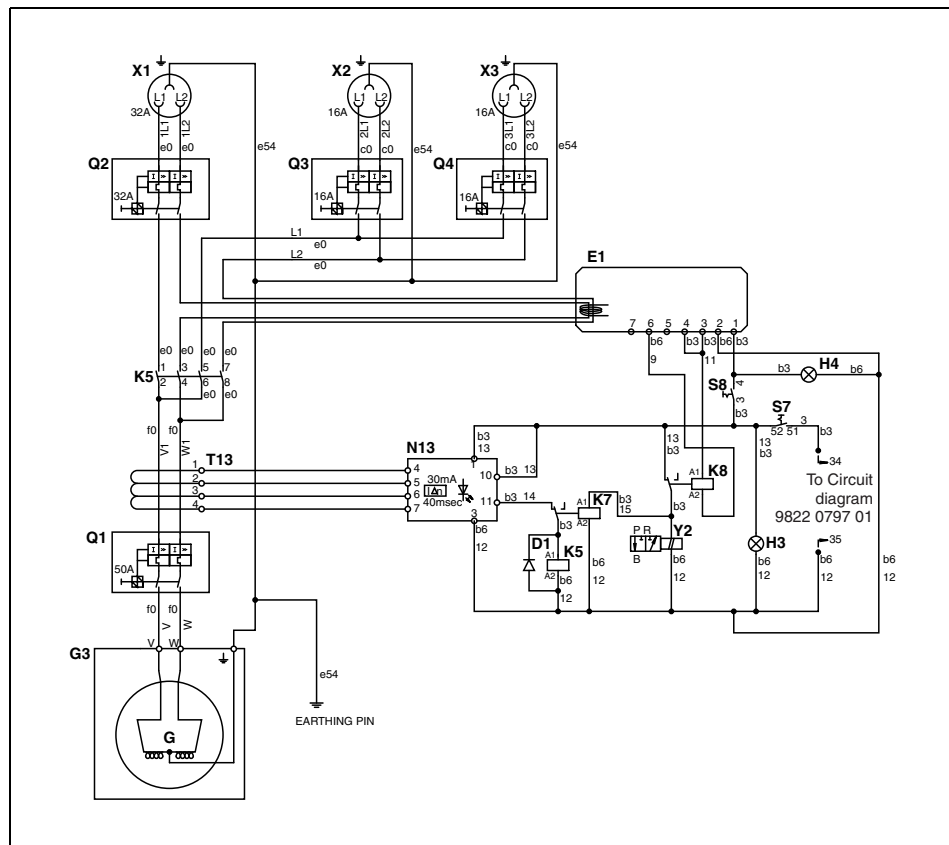 X1
X2
X3
L1 L2
L1 L2
L1 L2
32A
16A
16A
1L1
1L2
2L1
2L2
3L1
3L2
e0 e0
c0 c0
c0 c0
e54
e54
e54
Q2
Q3
Q4
I » I »
I » I »
I » I »
32A
16A
16A
L1
e0
L2
e0
E1
7 6 5 4 3 2 1
b6 b3 b3 b6 b3
9
11
e0 e0 e0 e0
1 3 5 7
K5
2 4 6 8
e0
b3 H4 b6
S8
4
3
b3
S7
52 51 3
b3
f0 f0
V1
W1
T13
1
2
3
4
N13
b3
13
1
4
5
6
7
30mA
Δn
40msec
10
b3 13
11
b3 14
3
b6
12
13
b3
A1
A2
K8
b3
13
b3
34
To Circuit
diagram
9822 0797 01
35
A1
A2
K7
b3
15
b3
D1
A1
A2
K5
b6
12
b6
12
P R
B
Y2
b6
12
H3
b6
12
b6
12
b6
12
Q1
I » I »
50A
f0 f0
V
W
V W
G3
G
e54
EARTHING PIN